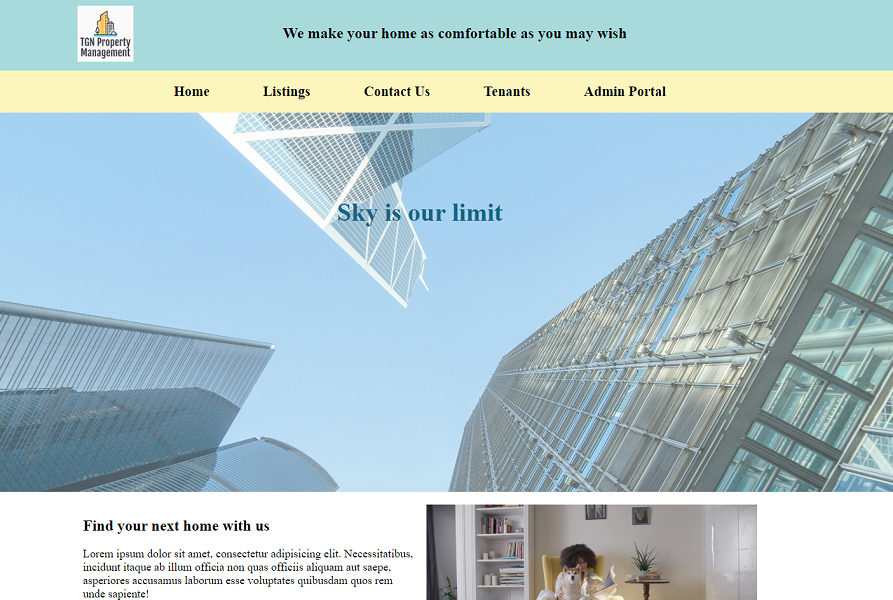 TGN Property
Management
We make your home as comfortable as you may wish
Home Listings Contact Us Tenants Admin Portal
Sky is our limit
Find your next home with us
Lorem ipsum dolor sit amet, consectetur adipisicing elit. Necessitatibus,
incidunt itaque ab illum officia non quas officiis aliquam aut saepe,
asperiores accusamus laborum esse voluptates quibusdam quos rem
unde sapiente!